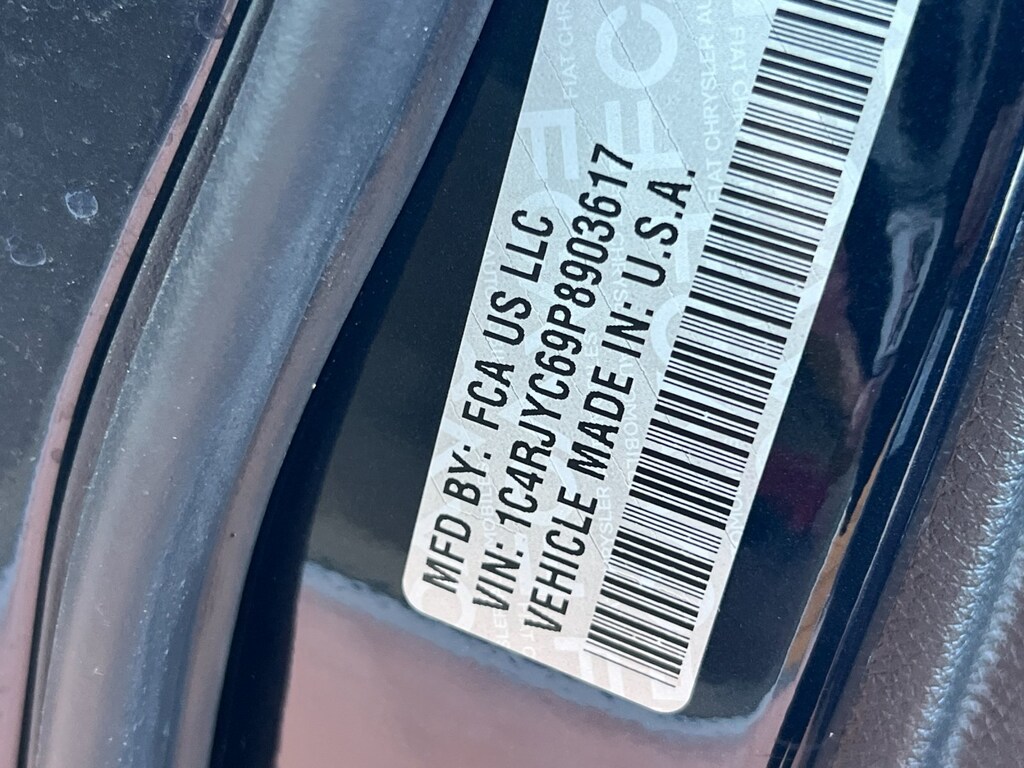 MFD BY: FCA US LLC
VIN: 1C4RJYC69P8903617
VEHICLE MADE IN: U.S.A.